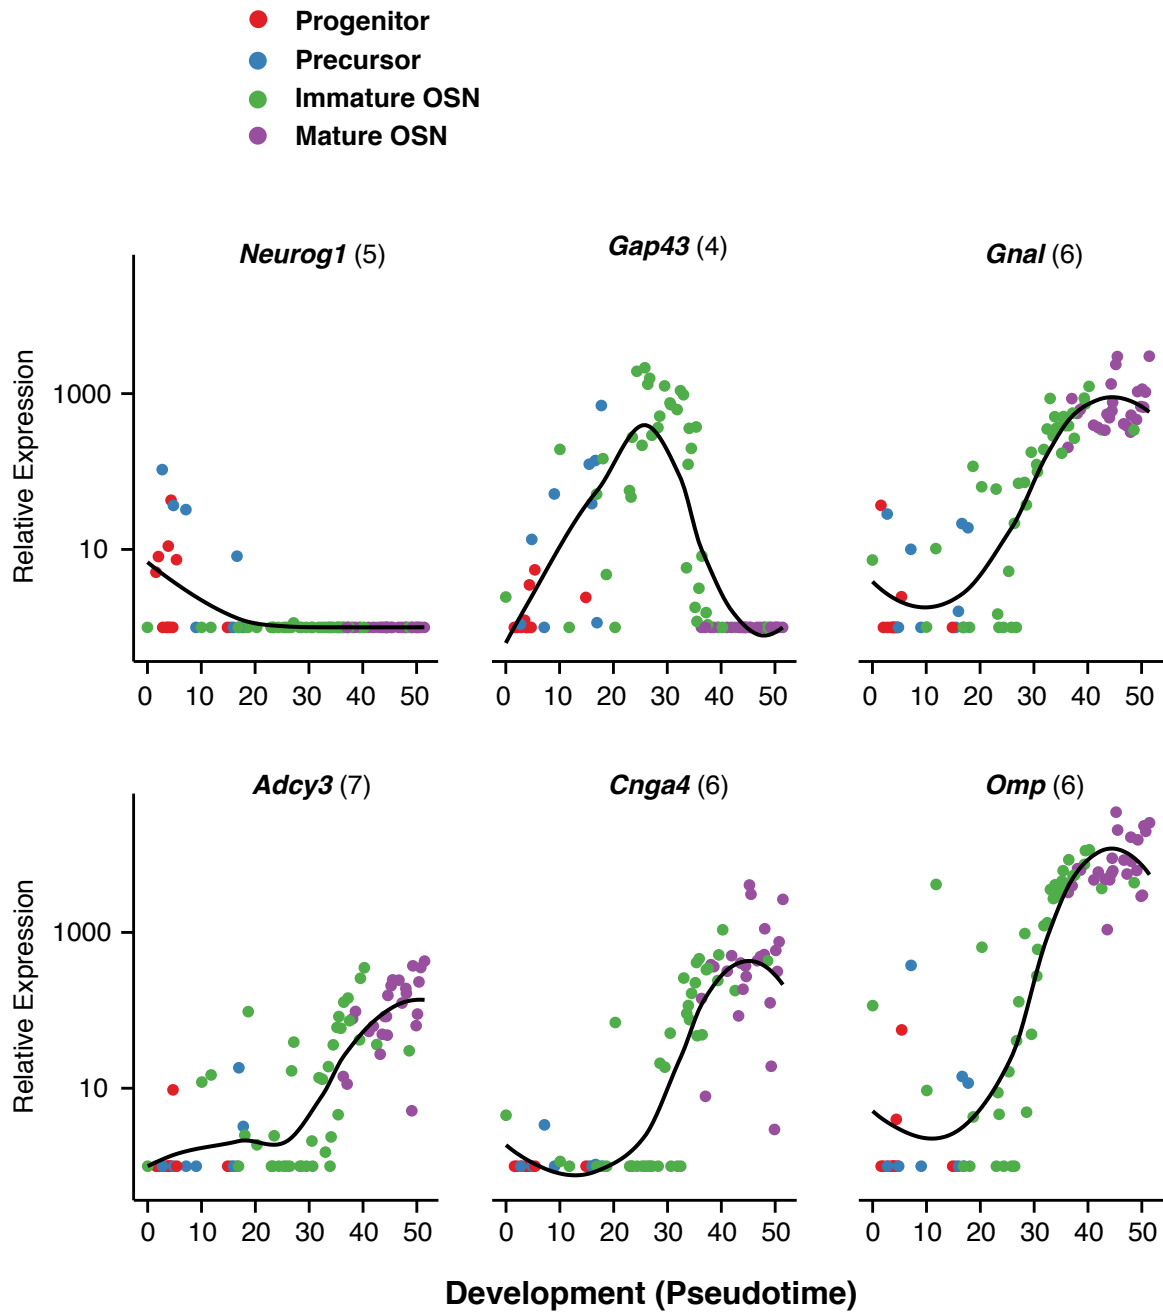 Progenitor
Precursor
Immature OSN
Mature OSN
Neurog1 (5)
Gap43 (4)
Gnal (6)
Relative Expression
1000
10
0 10 20 30 40 50
0 10 20 30 40 50
0 10 20 30 40 50
Adcy3 (7)
Cnga4 (6)
Omp (6)
Relative Expression
1000
10
0 10 20 30 40 50
0 10 20 30 40 50
0 10 20 30 40 50
Development (Pseudotime)